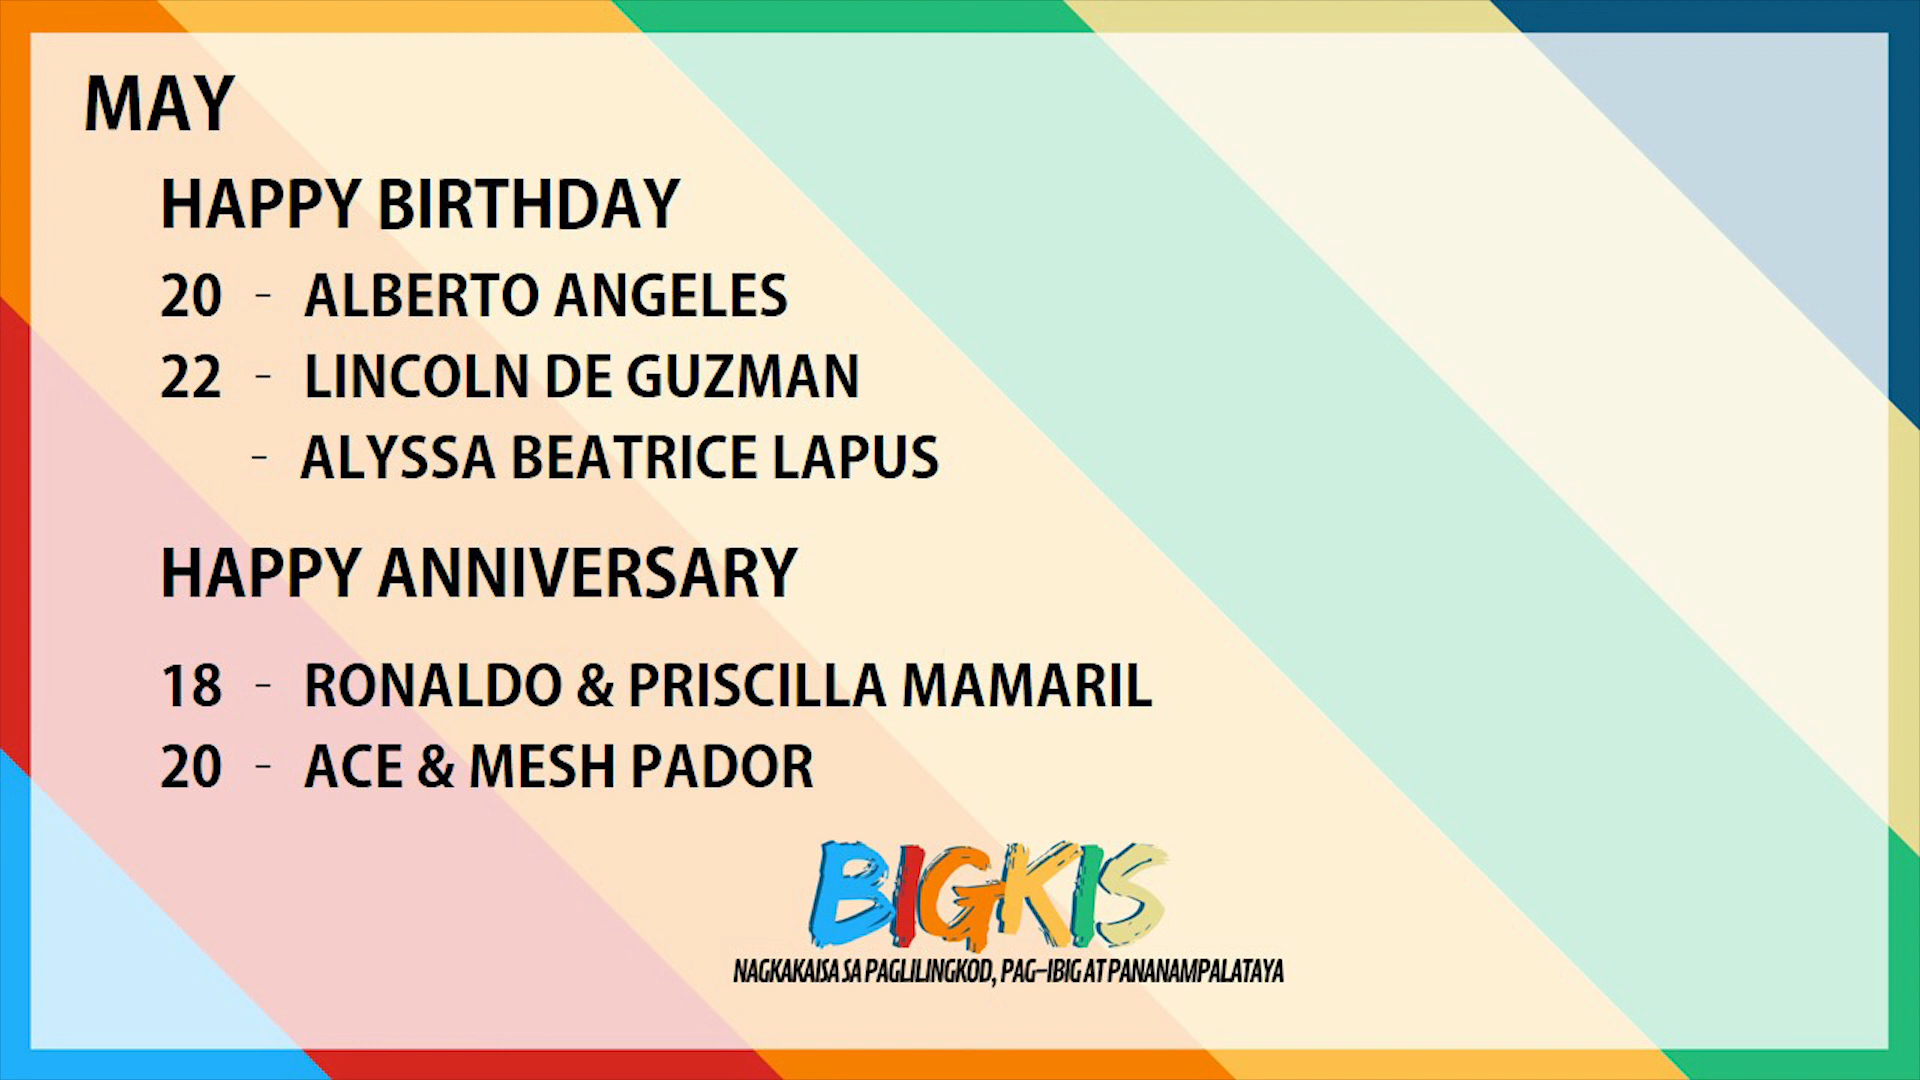 MAY
HAPPY BIRTHDAY
20 - ALBERTO ANGELES
22 - LINCOLN DE GUZMAN
- ALYSSA BEATRICE LAPUS
HAPPY ANNIVERSARY
18 - RONALDO & PRISCILLA MAMARIL
20 - ACE & MESH PADOR
BIGKIS
NAGKAKAISA SA PAGLILINGKOD, PAG-IBIG AT PANANAMPALATAYA